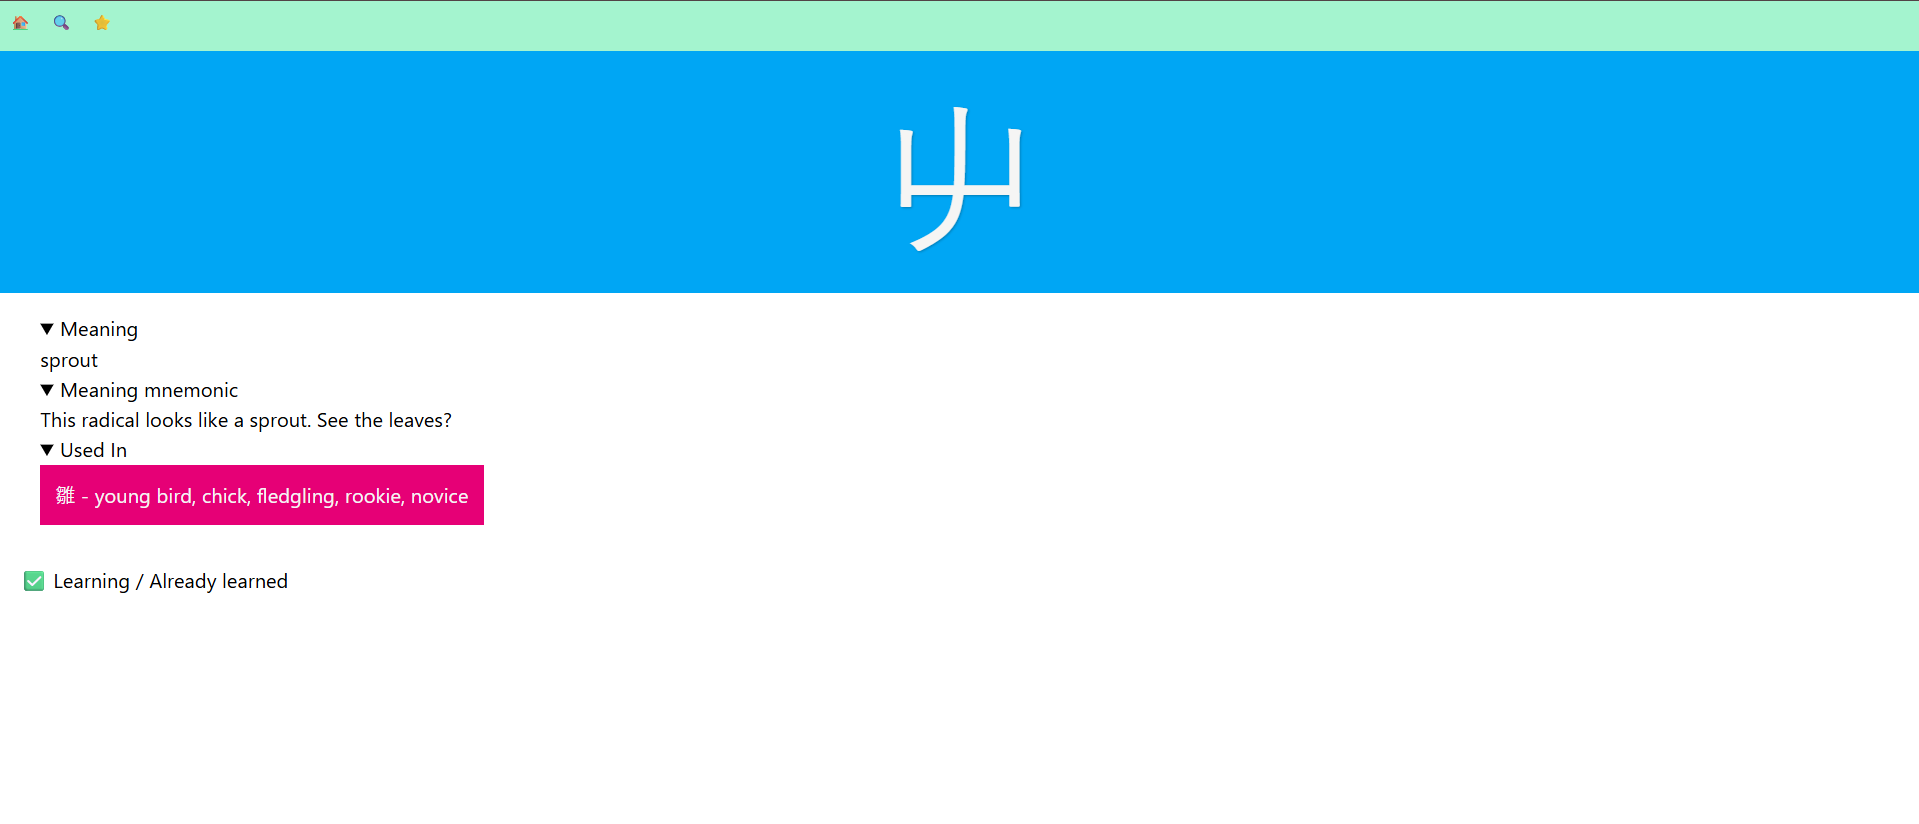 屮
Meaning
sprout
Meaning mnemonic
This radical looks like a sprout. See the leaves?
Used In
雛 - young bird, chick, fledgling, rookie, novice
Learning / Already learned